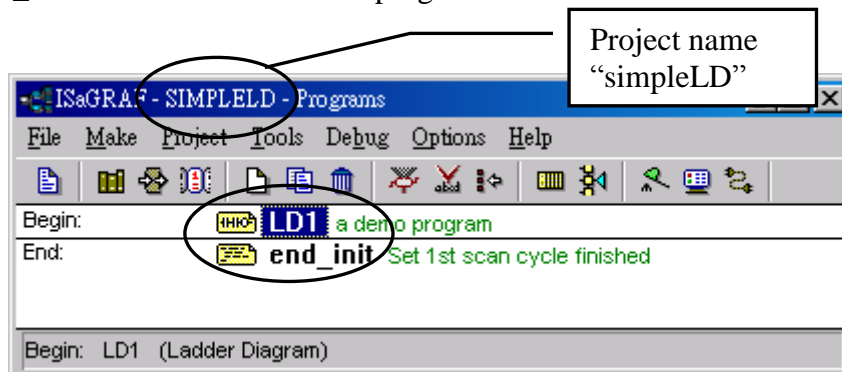 Project name
“simpleLD”
ISaGRAF - SIMPLELD - Programs
File Make Project Tools Debug Options Help
Begin: LD1 a demo program
End: end_init Set 1st scan cycle finished
Begin: LD1 (Ladder Diagram)